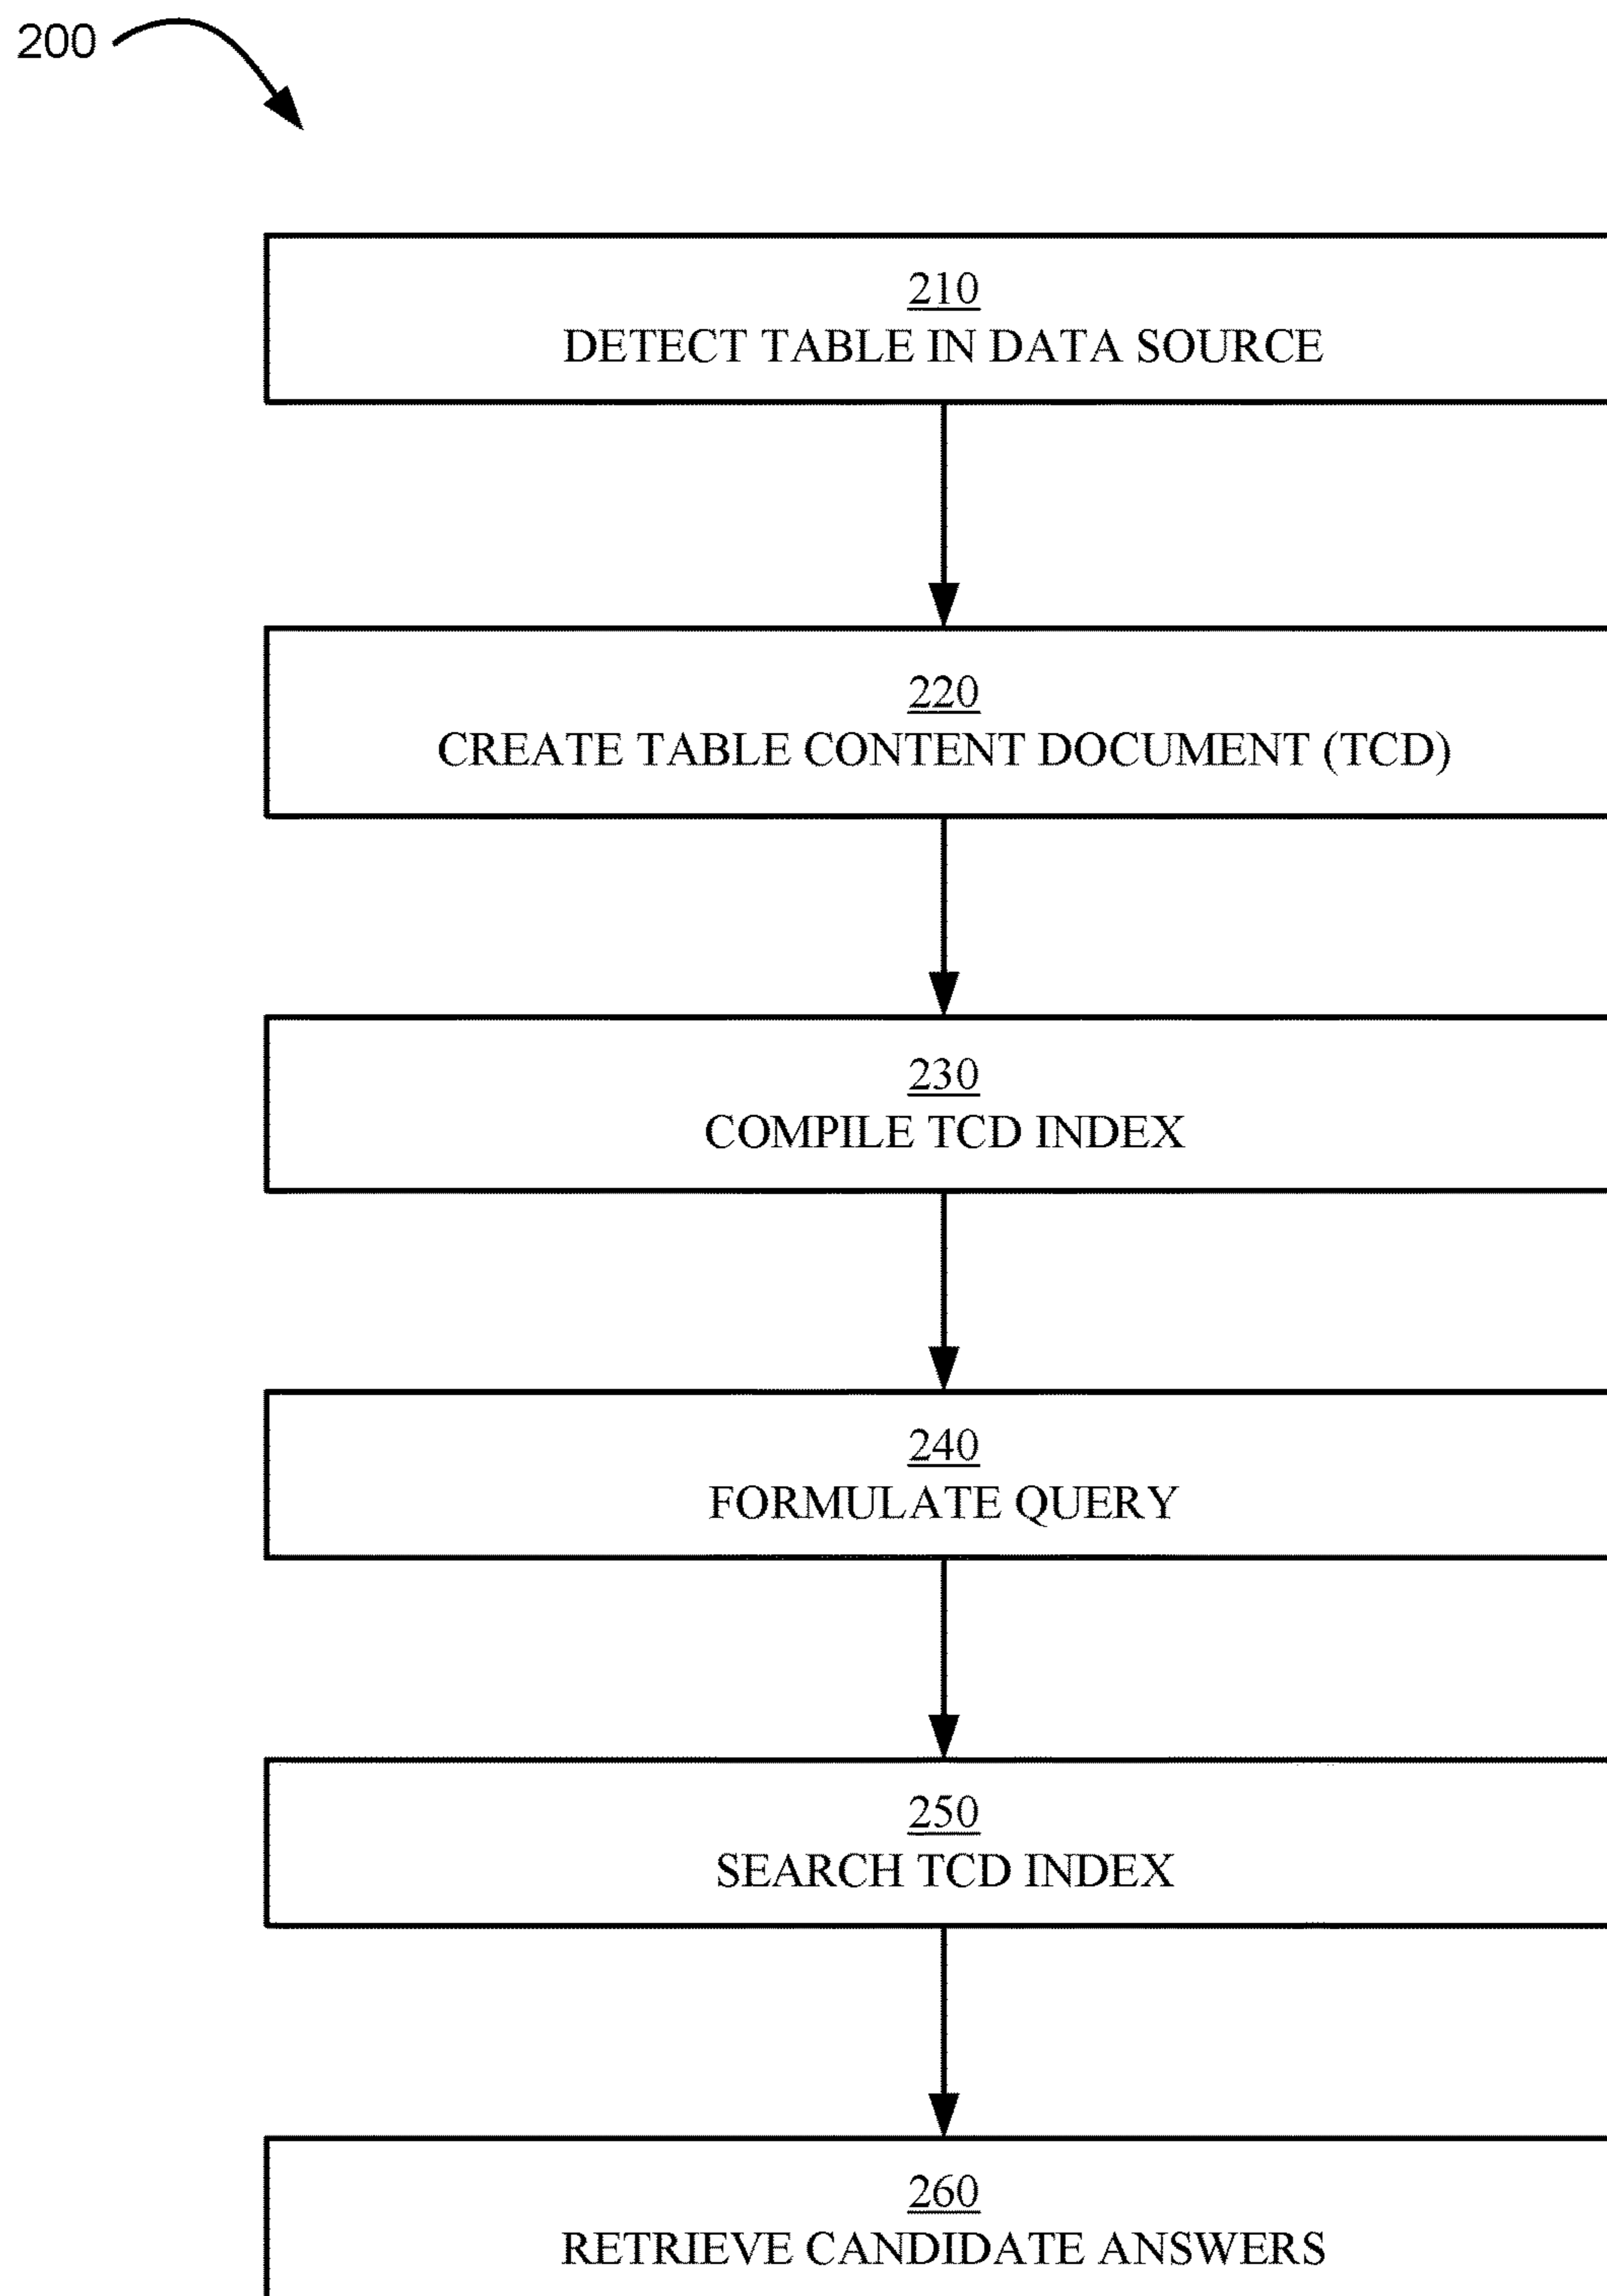 200
210
DETECT TABLE IN DATA SOURCE
220
CREATE TABLE CONTENT DOCUMENT (TCD)
230
COMPILE TCD INDEX
240
FORMULATE QUERY
250
SEARCH TCD INDEX
260
RETRIEVE CANDIDATE ANSWERS